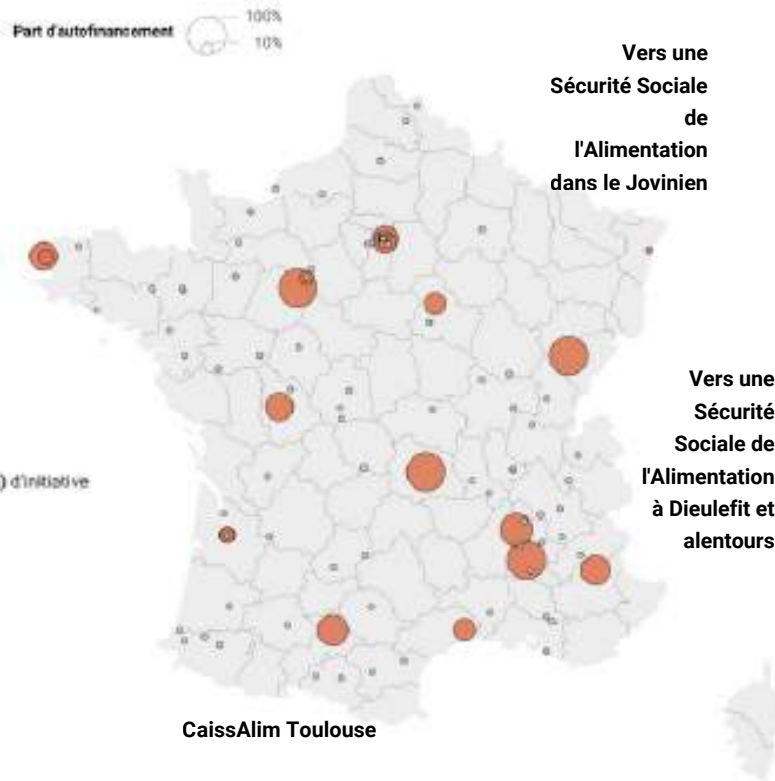 Part d'autofinancement
100%
10%
Vers une
Sécurité Sociale
de
l'Alimentation
dans le Jovinien
Vers une
Sécurité
Sociale de
l'Alimentation
à Dieulefit et
alentours
) d'initiative
CaissAlim Toulouse